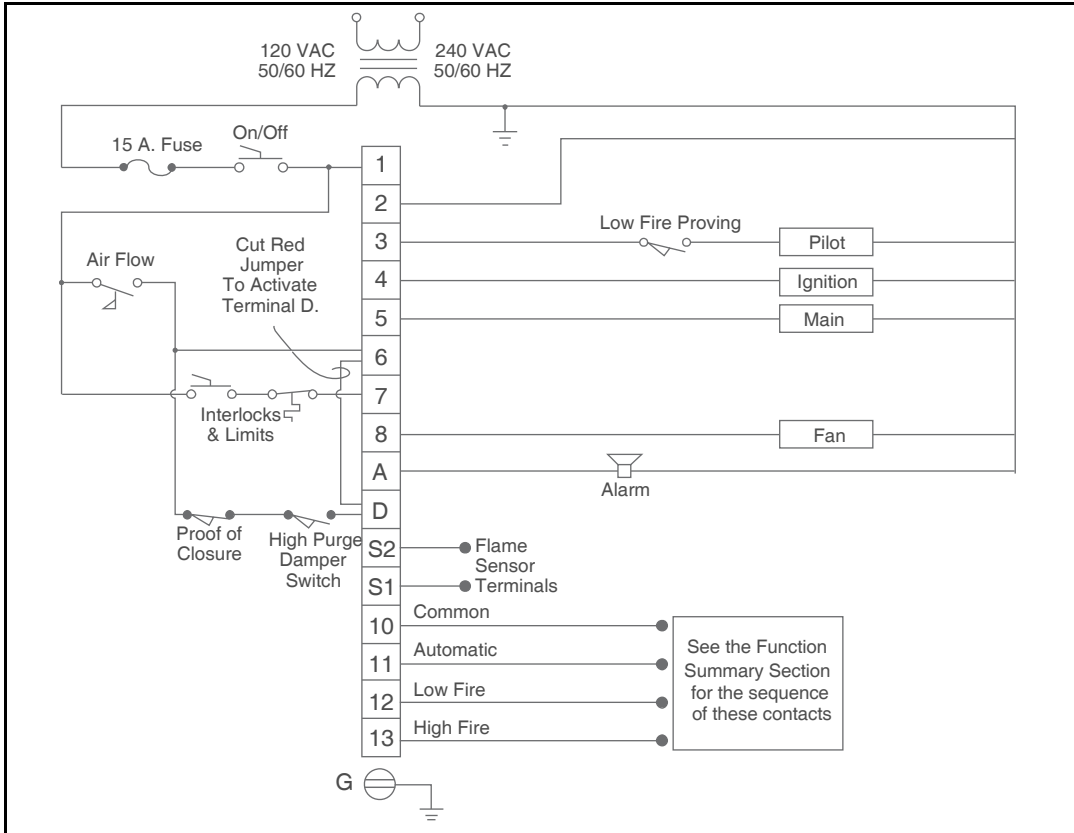 120 VAC
50/60 HZ
240 VAC
50/60 HZ
15 A. Fuse
On/Off
Air Flow
Cut Red
Jumper
To Activate
Terminal D.
Interlocks
& Limits
Proof of
Closure
High Purge
Damper
Switch
1
2
3
4
5
6
7
8
A
D
S2
S1
10
11
12
13
G
Low Fire Proving
Pilot
Ignition
Main
Fan
Alarm
Flame
Sensor
Terminals
Common
Automatic
Low Fire
High Fire
See the Function
Summary Section
for the sequence
of these contacts